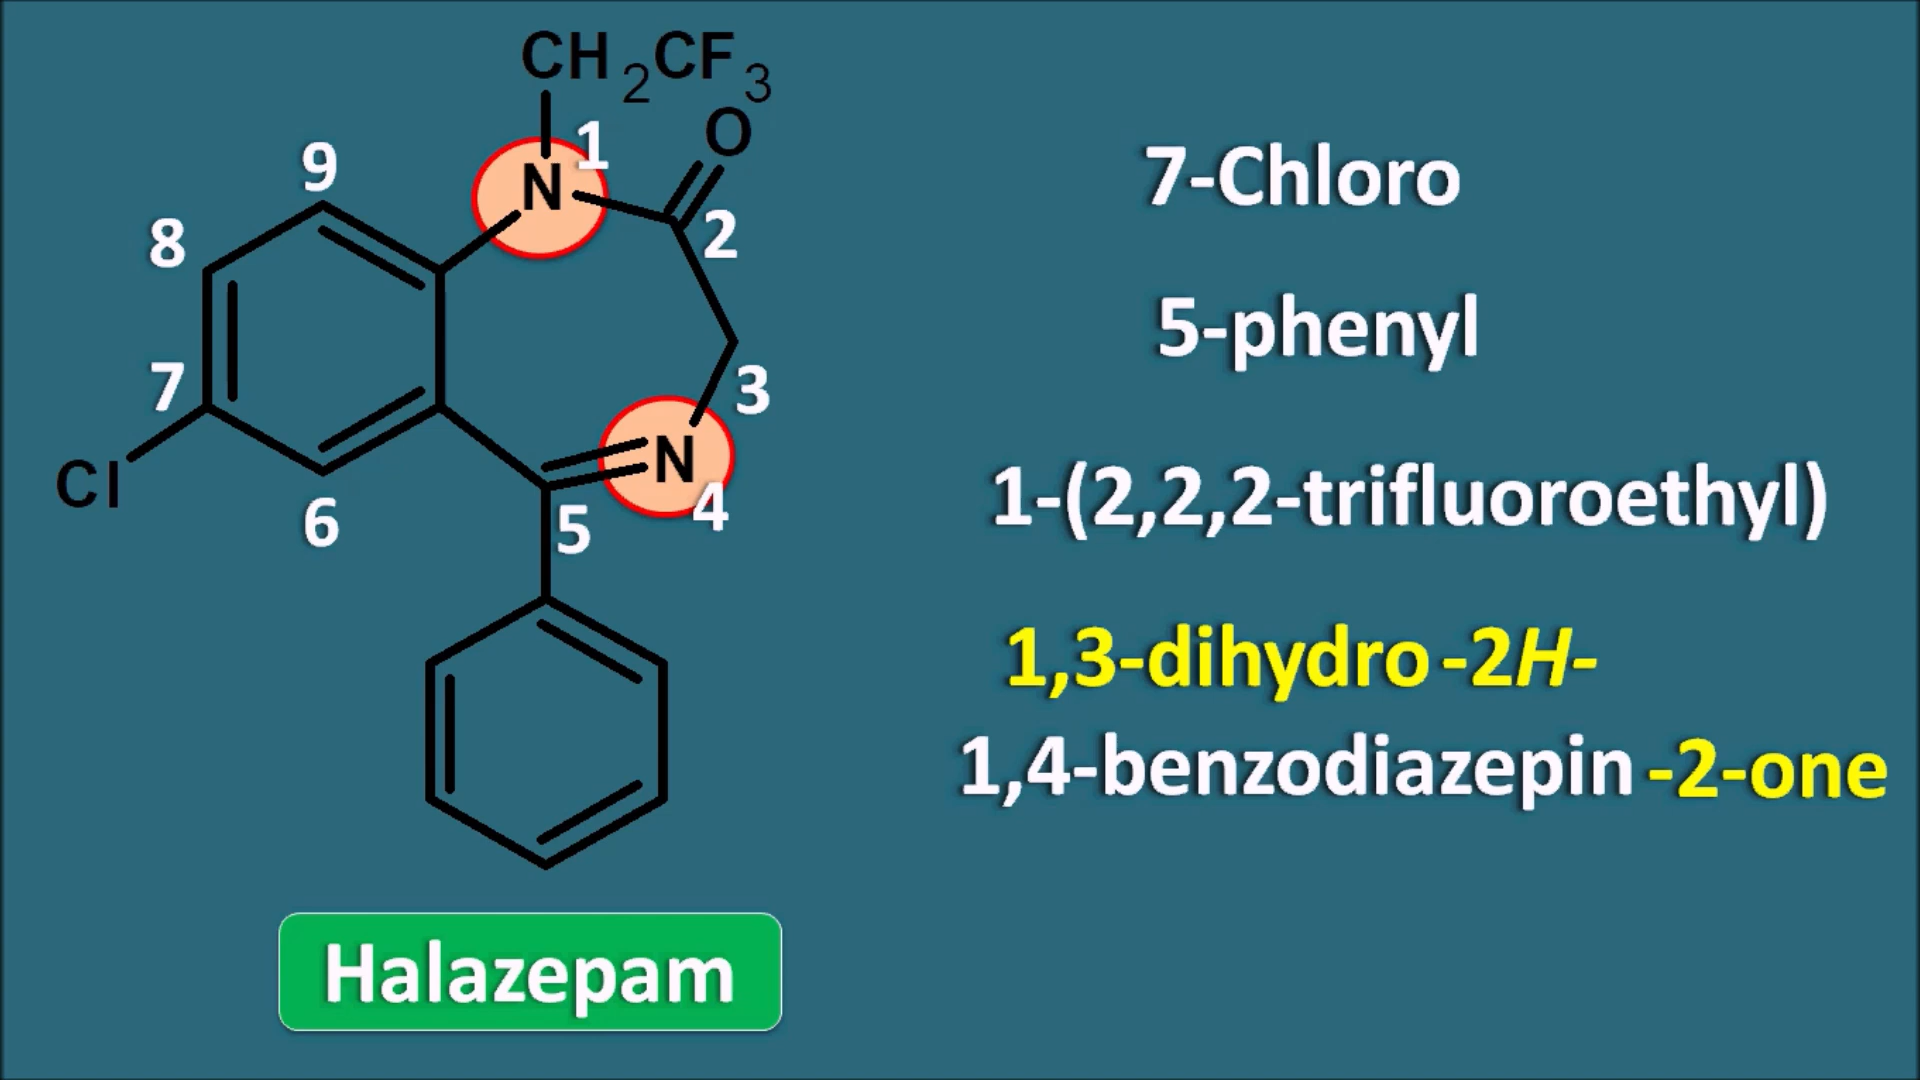 CH2CF3
O
1
N
9
2
8
3
7
N
4
Cl
6
5
7-Chloro
5-phenyl
1-(2,2,2-trifluoroethyl)
1,3-dihydro -2H-
1,4-benzodiazepin -2-one
Halazepam